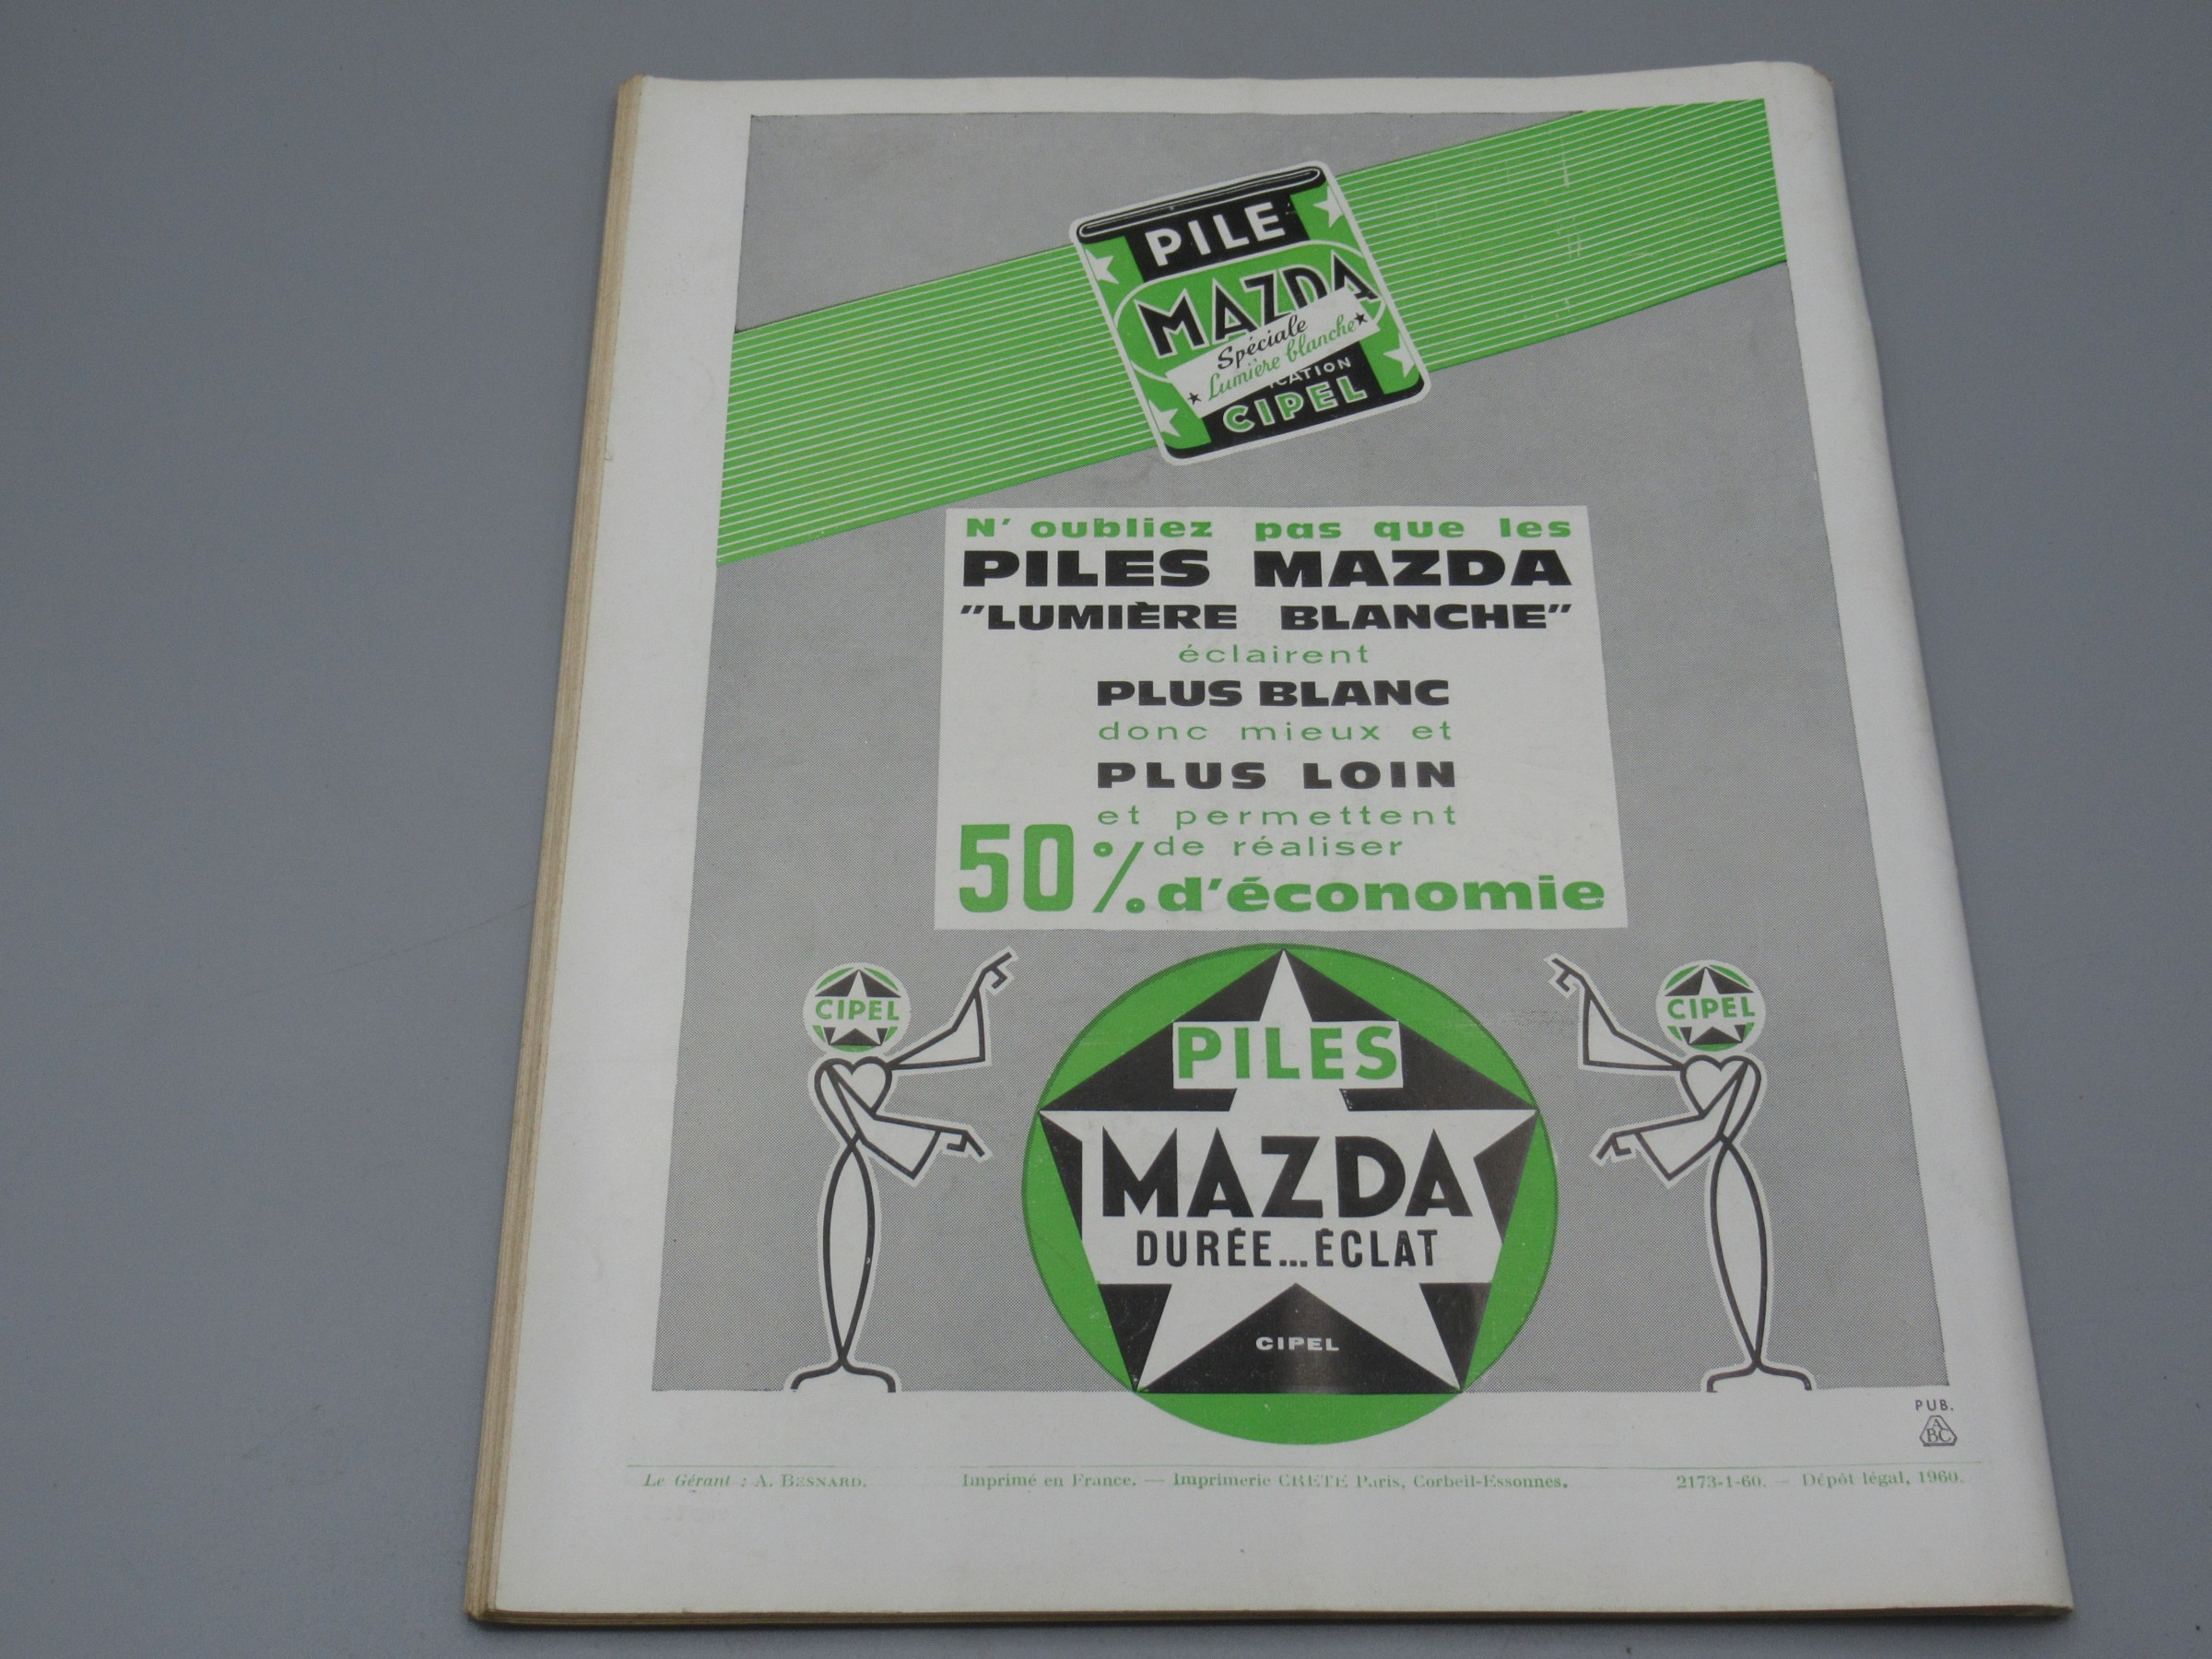 PILE
MAZDA
Spéciale
Lumière blanche
CIPEL
N' oubliez pas que les
PILES MAZDA
"LUMIÈRE BLANCHE"
éclairent
PLUS BLANC
donc mieux et
PLUS LOIN
et permettent
de réaliser
50% d'économie
CIPEL
CIPEL
PILES
MAZDA
DURÉE...ÉCLAT
CIPEL
PUB.
ABC
Le Gérant : A. BESNARD. Imprimé en France. — Imprimerie CRÉTÉ Paris, Corbeil-Essonnes. 2173-1-60. — Dépôt légal, 1960.